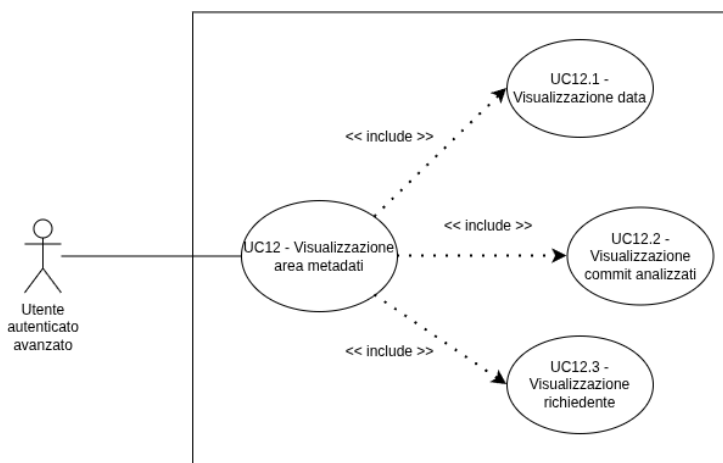 UC12.1 -
Visualizzazione data
<< include >>
<< include >>
UC12.2 -
Visualizzazione
commit analizzati
UC12 - Visualizzazione
area metadati
Utente
autenticato
avanzato
<< include >>
UC12.3 -
Visualizzazione
richiedente